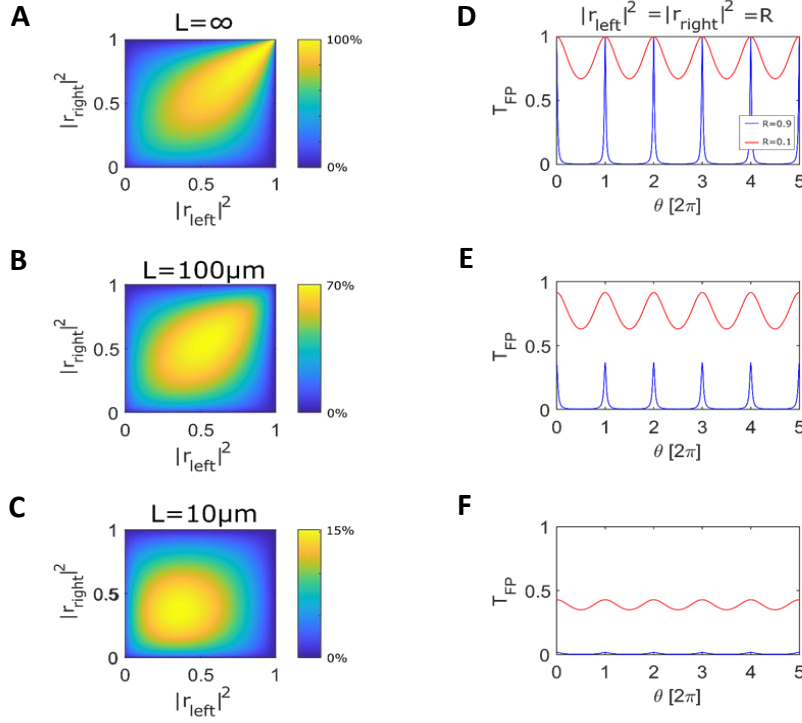 A
L=∞
|r_right|^2
1
0.5
0
0 0.5 1
|r_left|^2
100%
0%
D
|r_left|^2 =|r_right|^2 =R
T_FP
1
0.5
0
0 1 2 3 4 5
θ [2π]
R=0.9
R=0.1
B
L=100μm
|r_right|^2
1
0.5
0
0 0.5 1
|r_left|^2
70%
0%
E
T_FP
1
0.5
0
0 1 2 3 4 5
θ [2π]
C
L=10μm
|r_right|^2
1
0.5
0
0 0.5 1
|r_left|^2
15%
0%
F
T_FP
1
0.5
0
0 1 2 3 4 5
θ [2π]